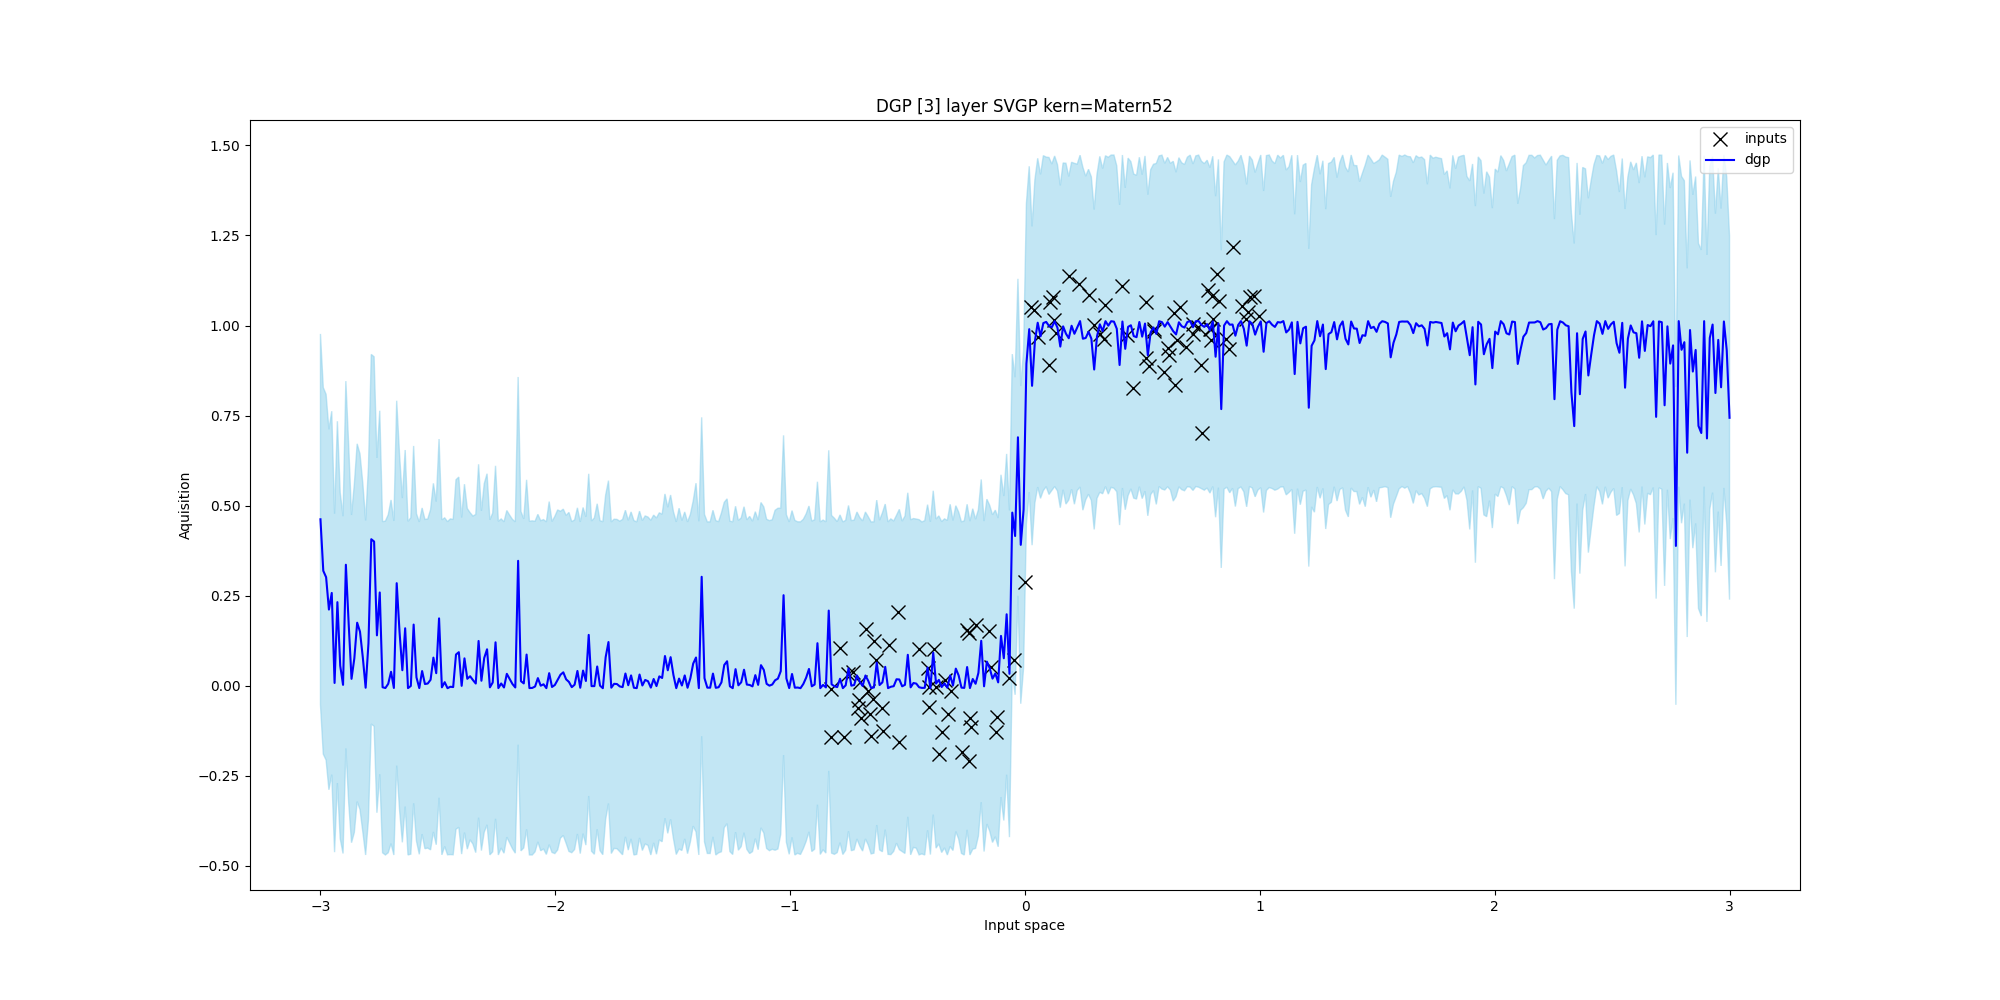 DGP [3] layer SVGP kern=Matern52
inputs
dgp
1.50
1.25
1.00
0.75
0.50
0.25
0.00
−0.25
−0.50
Aquisition
−3 −2 −1 0 1 2 3
Input space